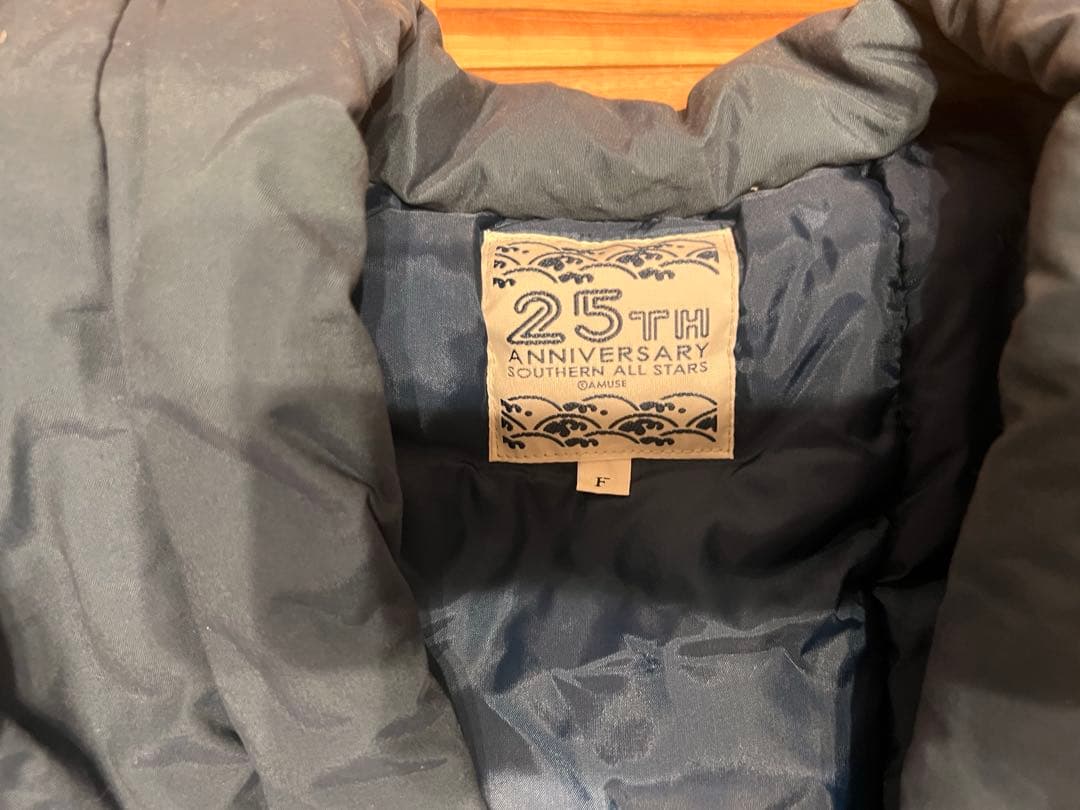 25TH
ANNIVERSARY
SOUTHERN ALL STARS
©AMUSE
F